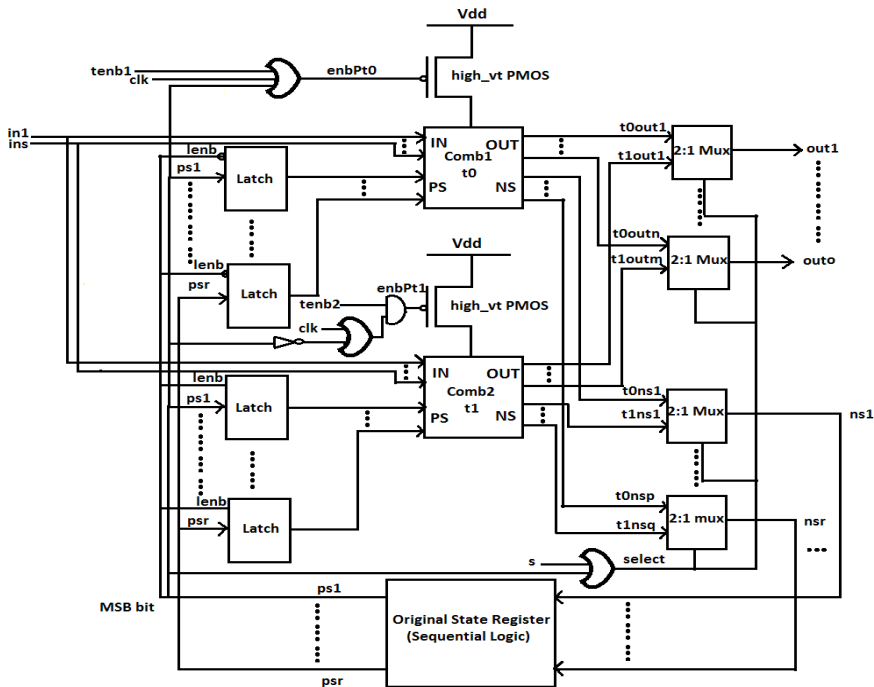 Vdd
tenb1
clk
enbPt0
high_vt PMOS
in1
ins
lenb
ps1
Latch
IN
OUT
Comb1
t0
PS
NS
t0out1
t1out1
2:1 Mux
out1
lenb
psr
Latch
Vdd
enbPt1
high_vt PMOS
tenb2
clk
t0outn
t1outm
2:1 Mux
outo
lenb
ps1
Latch
IN
OUT
Comb2
t1
PS
NS
t0ns1
t1ns1
2:1 Mux
ns1
lenb
psr
Latch
t0nsp
t1nsq
2:1 mux
nsr
s
select
MSB bit
ps1
psr
Original State Register
(Sequential Logic)